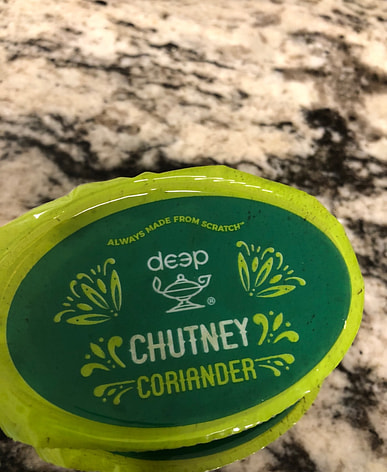 ALWAYS MADE FROM SCRATCH™
deep
®
CHUTNEY
CORIANDER